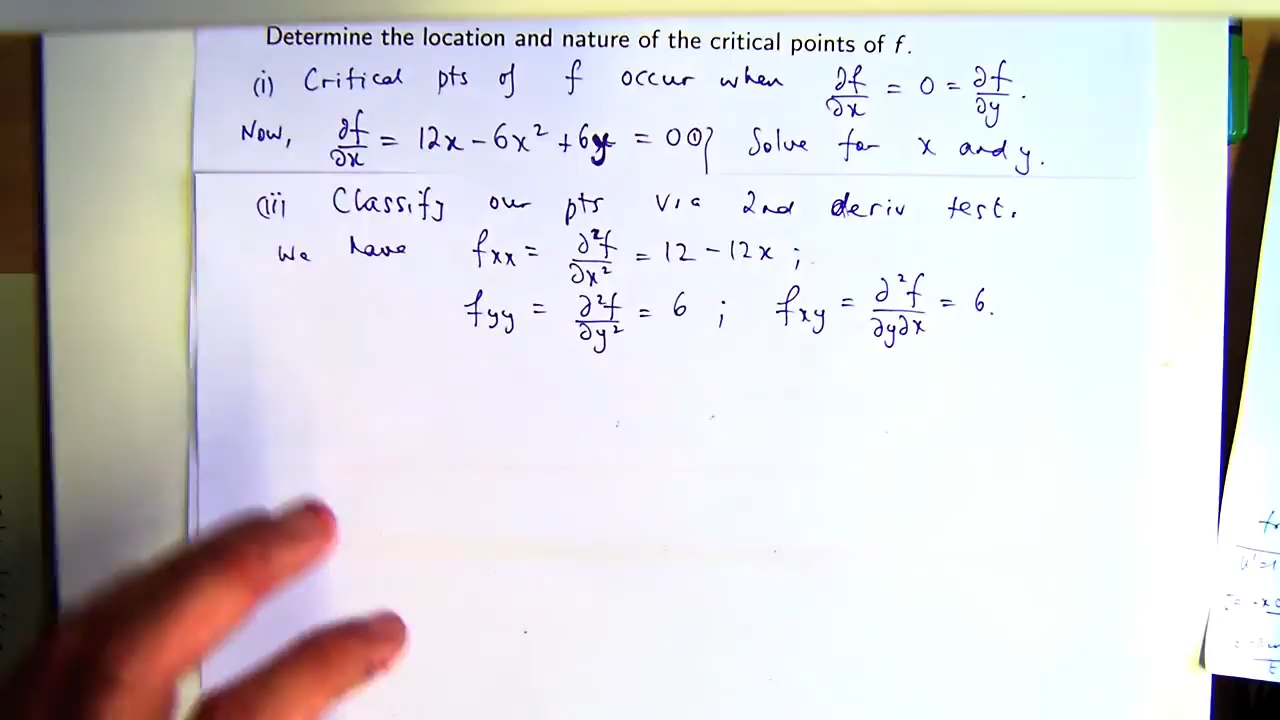 Determine the location and nature of the critical points of f.
(i) Critical pts of f occur when ∂f/∂x = 0 = ∂f/∂y.
Now, ∂f/∂x = 12x - 6x² + 6y = 0 ①} Solve for x and y.
(ii) Classify our pts via 2nd deriv test.
We have fxx = ∂²f/∂x² = 12 - 12x ;
fyy = ∂²f/∂y² = 6 ; fxy = ∂²f/∂y∂x = 6.